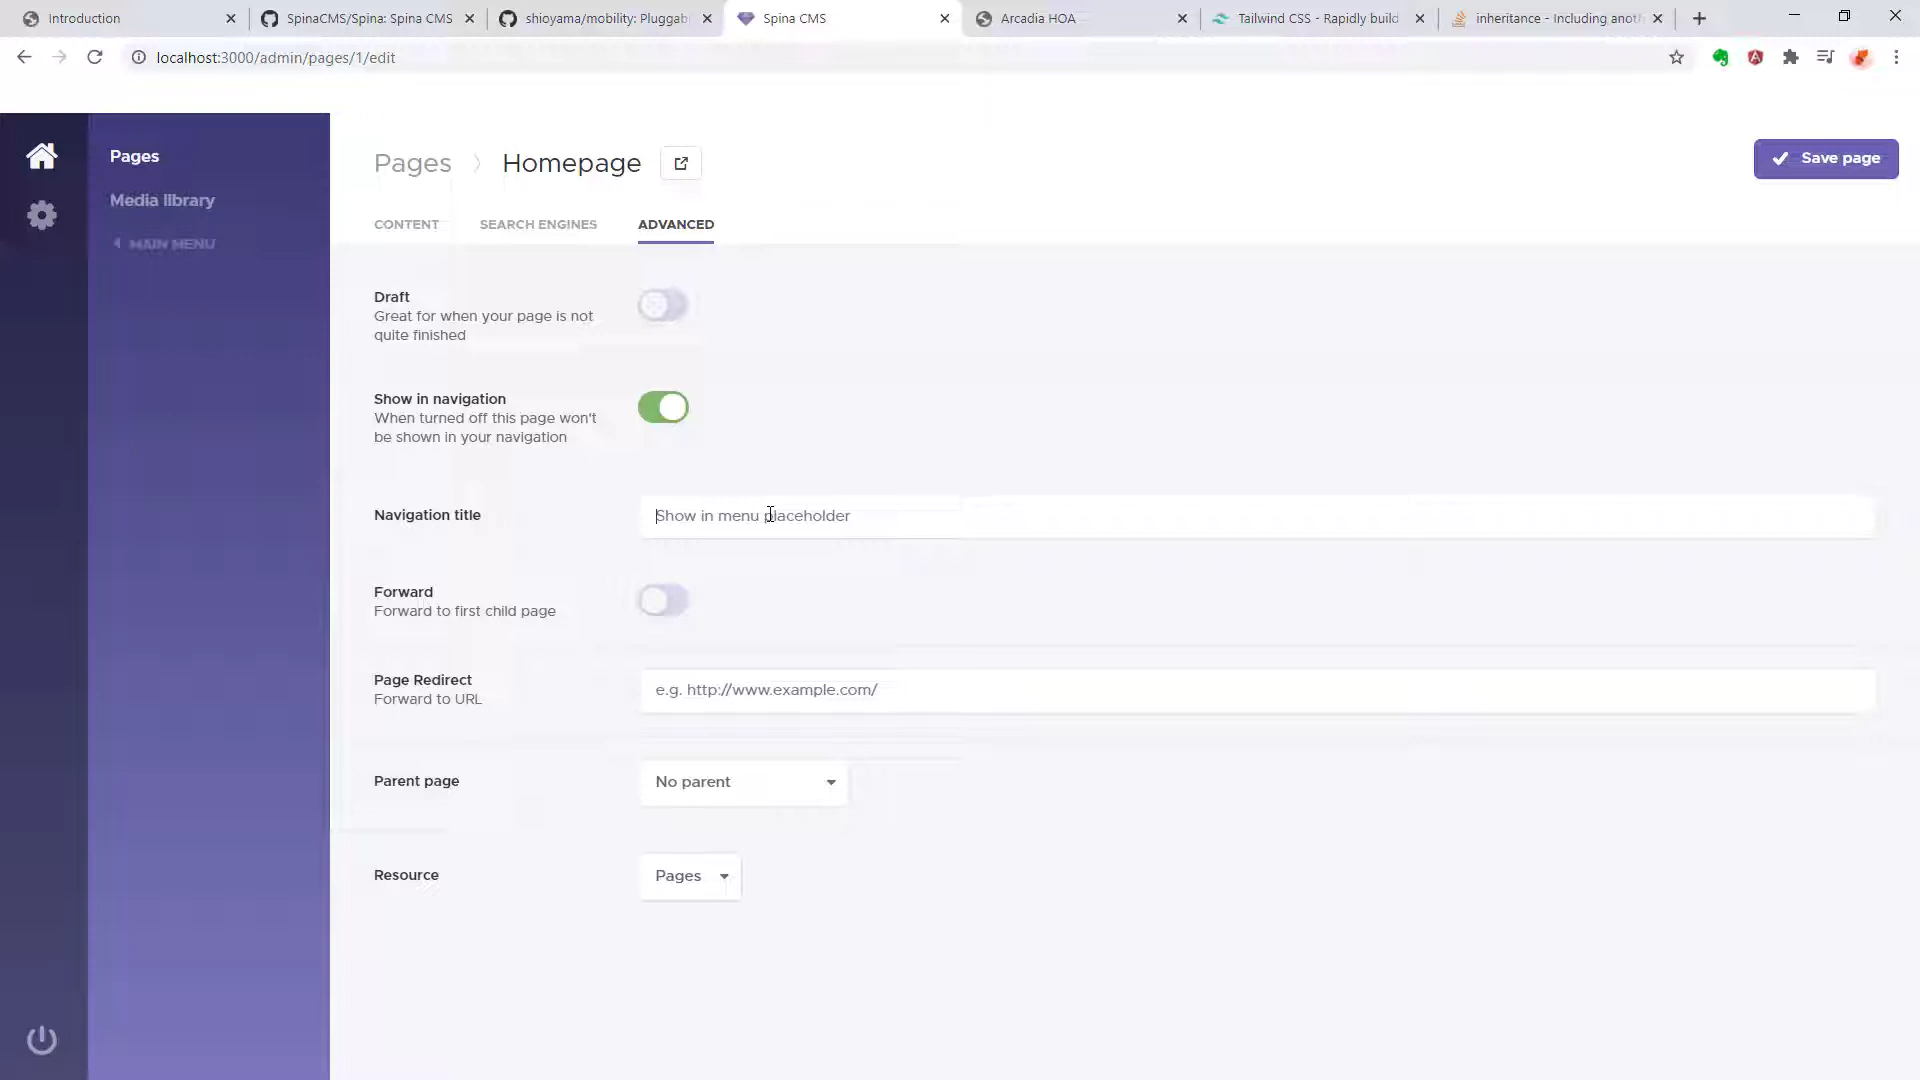 Introduction
SpinaCMS/Spina: Spina CMS
shioyama/mobility: Pluggab
Spina CMS
Arcadia HOA
Tailwind CSS - Rapidly build
inheritance - Including anoth
localhost:3000/admin/pages/1/edit
Pages
Media library
MAIN MENU
Pages
Homepage
Save page
CONTENT
SEARCH ENGINES
ADVANCED
Draft
Great for when your page is not
quite finished
Show in navigation
When turned off this page won't
be shown in your navigation
Navigation title
Show in menu placeholder
Forward
Forward to first child page
Page Redirect
Forward to URL
e.g. http://www.example.com/
Parent page
No parent
Resource
Pages